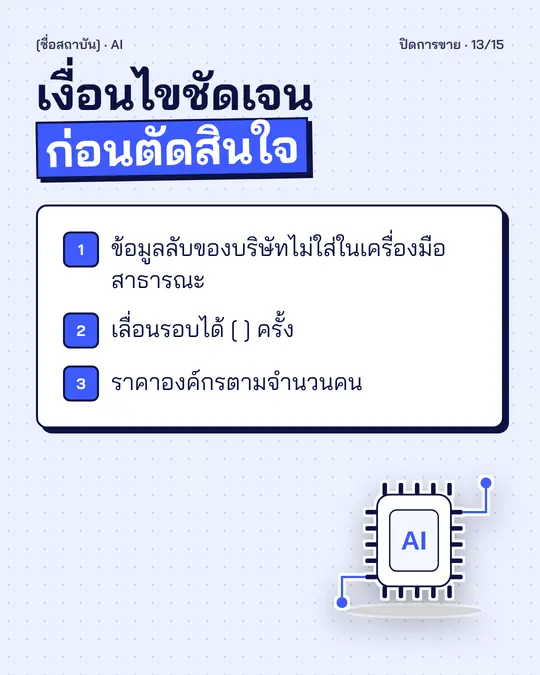 [ชื่อสถาบัน] · AI
ปิดการขาย · 13/15
เงื่อนไขชัดเจน
ก่อนตัดสินใจ
1
ข้อมูลลับของบริษัทไม่ใส่ในเครื่องมือ
สาธารณะ
2
เลื่อนรอบได้ [ ] ครั้ง
3
ราคาองค์กรตามจำนวนคน
AI